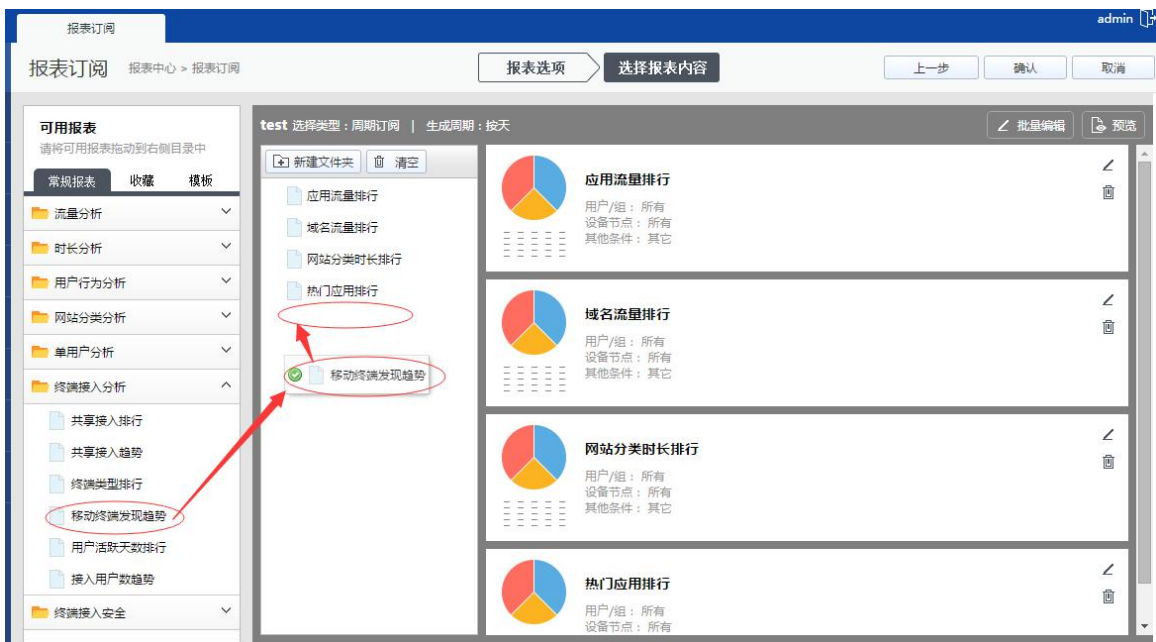 报表订阅
admin
报表订阅 报表中心 > 报表订阅
报表选项
选择报表内容
上一步
确认
取消
可用报表
请将可用报表拖动到右侧目录中
常规报表 收藏 模板
流量分析
时长分析
用户行为分析
网站分类分析
单用户分析
终端接入分析
共享接入排行
共享接入趋势
终端类型排行
移动终端发现趋势
用户活跃天数排行
接入用户数趋势
终端接入安全
test 选择类型：周期订阅 | 生成周期：按天
批量编辑
预览
新建文件夹
清空
应用流量排行
域名流量排行
网站分类时长排行
热门应用排行
移动终端发现趋势
应用流量排行
用户/组： 所有
设备节点： 所有
其他条件： 其它
域名流量排行
用户/组： 所有
设备节点： 所有
其他条件： 其它
网站分类时长排行
用户/组： 所有
设备节点： 所有
其他条件： 其它
热门应用排行
用户/组： 所有
设备节点： 所有